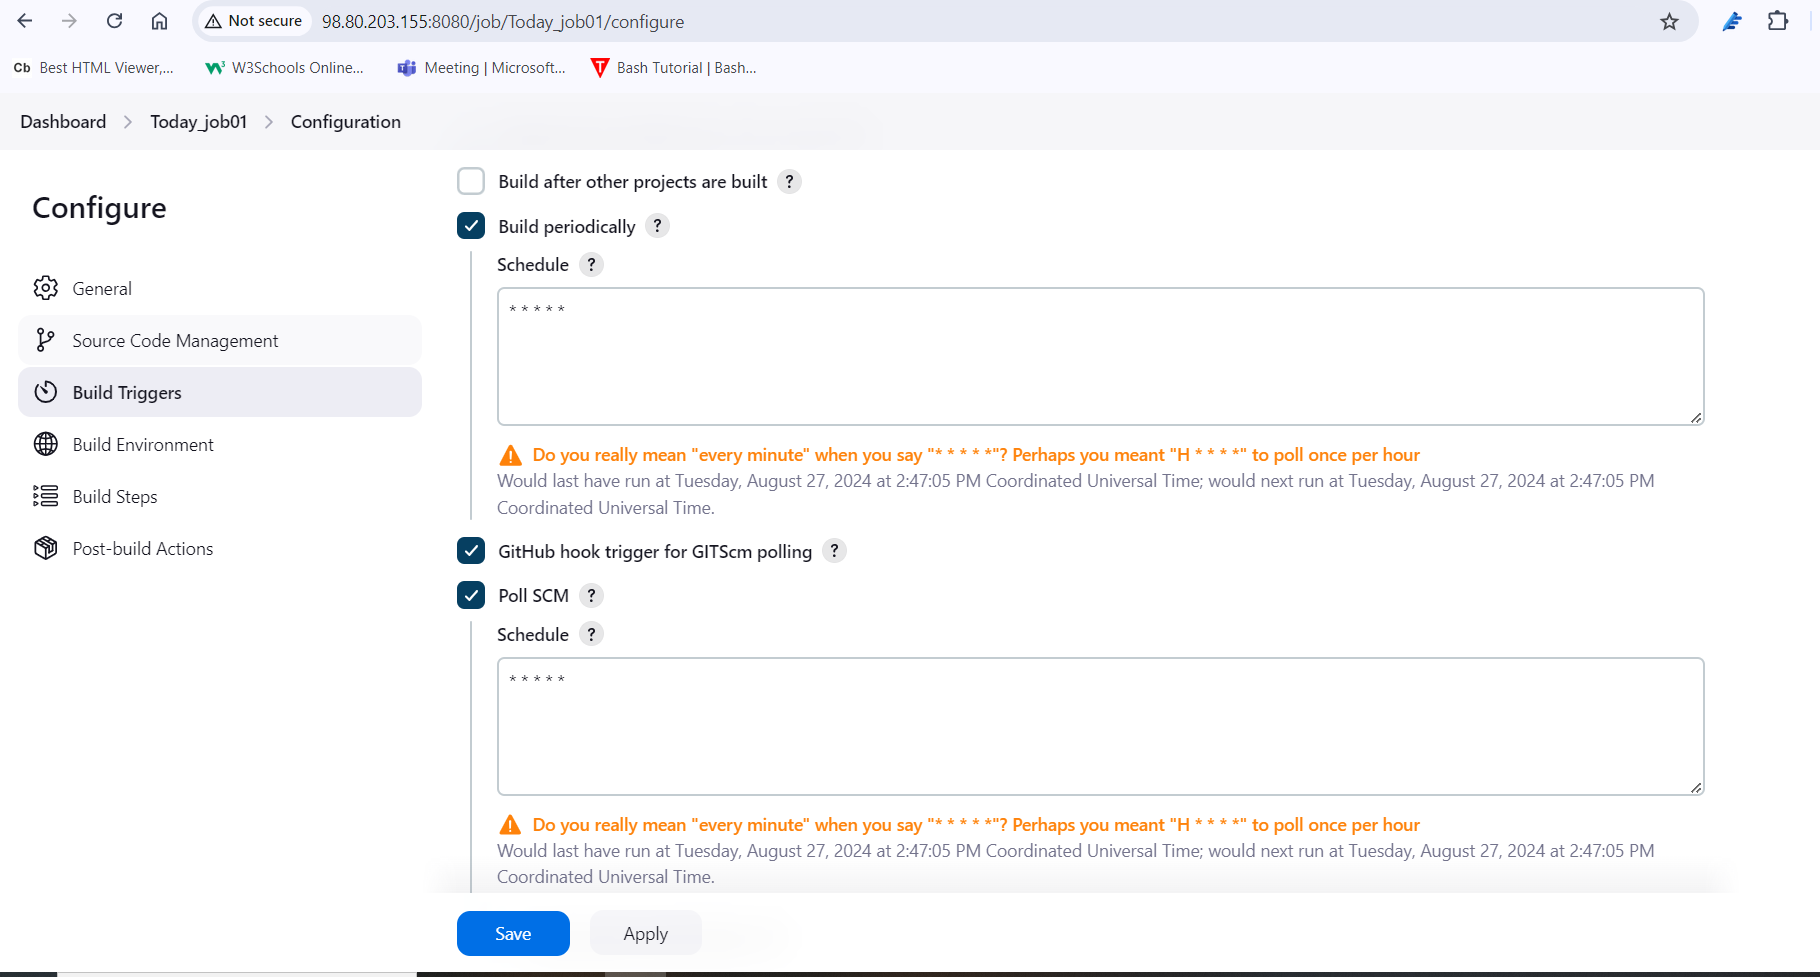 Not secure 98.80.203.155:8080/job/Today_job01/configure
Cb Best HTML Viewer,... W3Schools Online... Meeting | Microsoft... Bash Tutorial | Bash...
Dashboard Today_job01 Configuration
Configure
General
Source Code Management
Build Triggers
Build Environment
Build Steps
Post-build Actions
Build after other projects are built ?
Build periodically ?
Schedule ?
* * * * *
Do you really mean "every minute" when you say "* * * * *"? Perhaps you meant "H * * * *" to poll once per hour
Would last have run at Tuesday, August 27, 2024 at 2:47:05 PM Coordinated Universal Time; would next run at Tuesday, August 27, 2024 at 2:47:05 PM
Coordinated Universal Time.
GitHub hook trigger for GITScm polling ?
Poll SCM ?
Schedule ?
* * * * *
Do you really mean "every minute" when you say "* * * * *"? Perhaps you meant "H * * * *" to poll once per hour
Would last have run at Tuesday, August 27, 2024 at 2:47:05 PM Coordinated Universal Time; would next run at Tuesday, August 27, 2024 at 2:47:05 PM
Coordinated Universal Time.
Save Apply